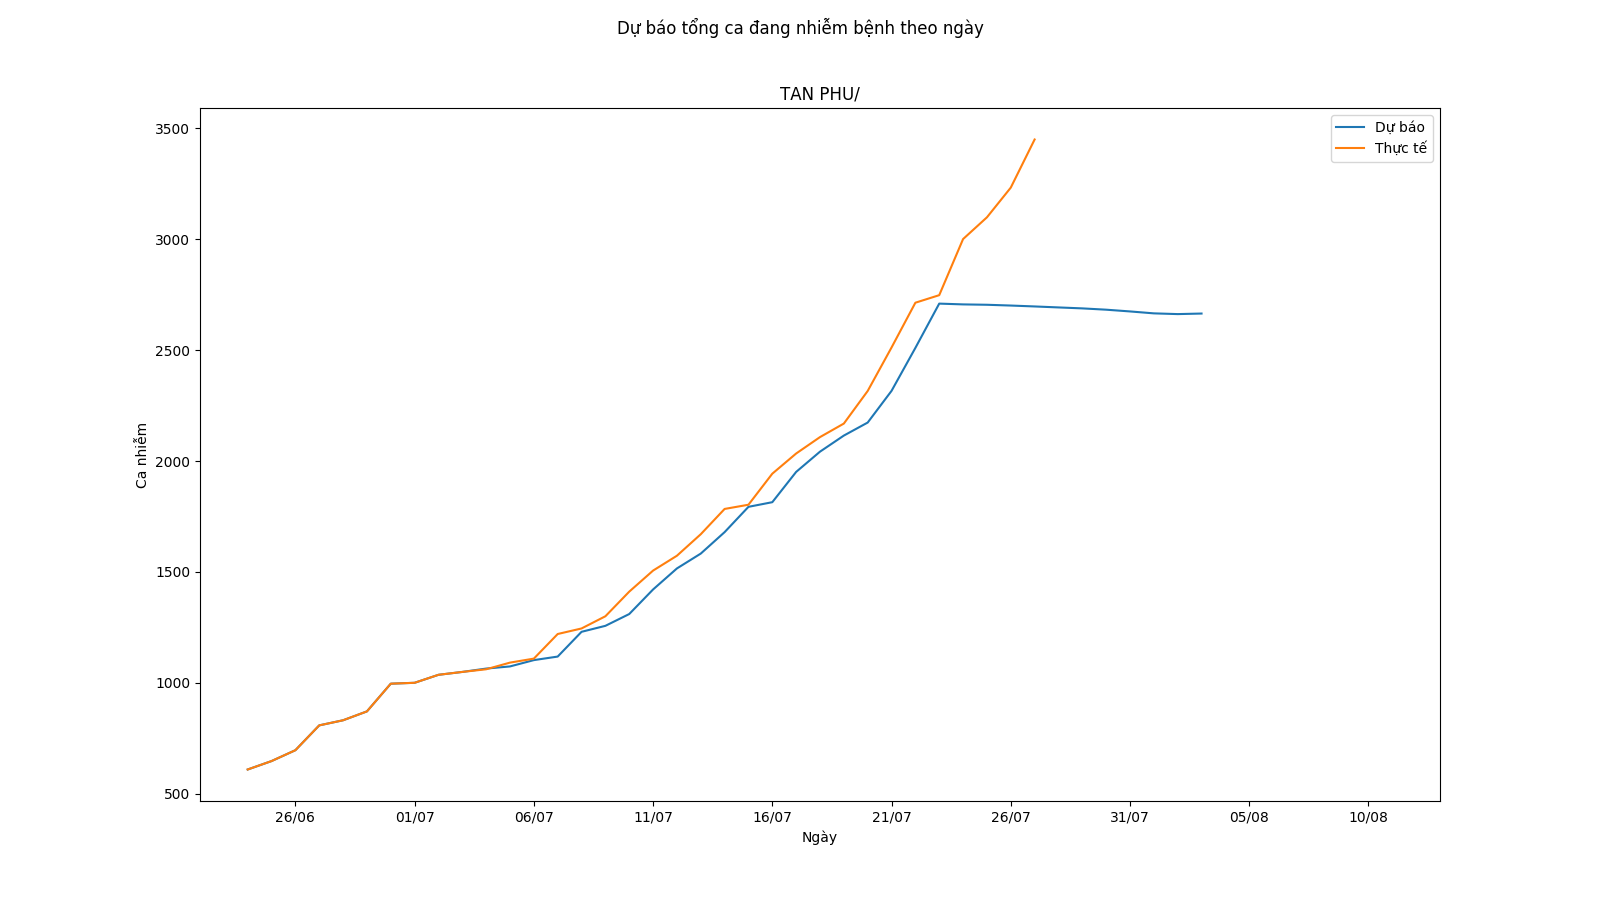 Dự báo tổng ca đang nhiễm bệnh theo ngày
TAN PHU/
Dự báo
Thực tế
3500
3000
2500
2000
1500
1000
500
Ca nhiễm
26/06
01/07
06/07
11/07
16/07
21/07
26/07
31/07
05/08
10/08
Ngày